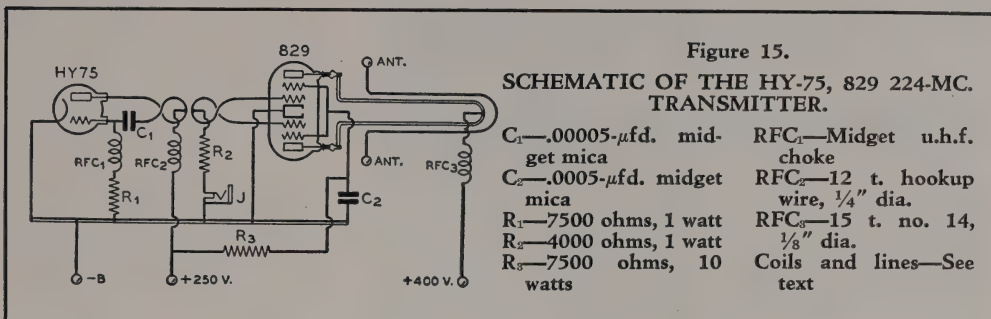 HY75
829
C₁
RFC₁
RFC₂
R₁
R₂
J
R₃
C₂
ANT.
ANT.
RFC₃
-B
+250 V.
+400 V.
Figure 15.
SCHEMATIC OF THE HY-75, 829 224-MC.
TRANSMITTER.
C₁—.00005-μfd. mid-
get mica
C₂—.0005-μfd. midget
mica
R₁—7500 ohms, 1 watt
R₂—4000 ohms, 1 watt
R₃—7500 ohms, 10
watts
RFC₁—Midget u.h.f.
choke
RFC₂—12 t. hookup
wire, ¼" dia.
RFC₃—15 t. no. 14,
⅛" dia.
Coils and lines—See
text